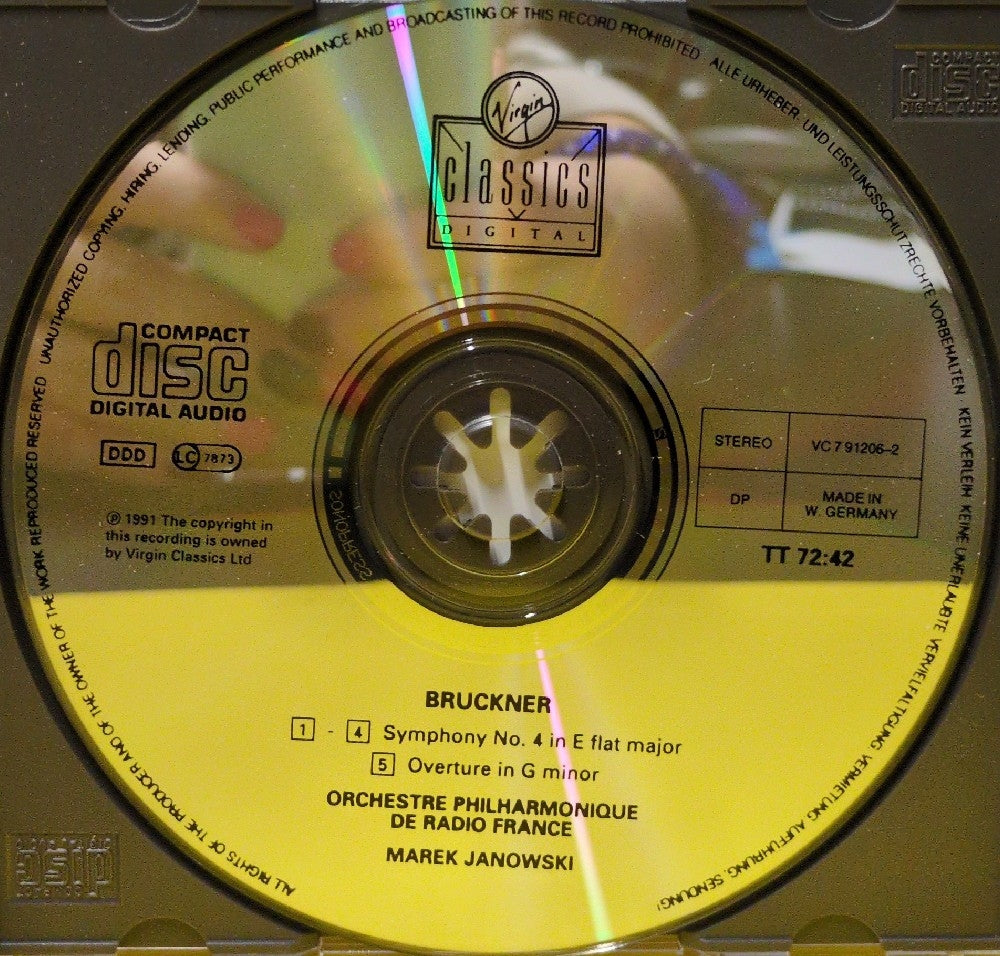 ALL RIGHTS OF THE PRODUCER AND OF THE OWNER OF THE WORK REPRODUCED RESERVED UNAUTHORIZED COPYING, HIRING, LENDING, PUBLIC PERFORMANCE AND BROADCASTING OF THIS RECORD PROHIBITED ALLE URHEBER- UND LEISTUNGSSCHUTZRECHTE VORBEHALTEN KEIN VERLEIH KEINE UNERLAUBTE VERVIELFÄLTIGUNG, VERMIETUNG, AUFFÜHRUNG, SENDUNG!
Virgin
classics
DIGITAL
COMPACT
disc
DIGITAL AUDIO
COMPACT
disc
DIGITAL AUDIO
DDD LC 7873
STEREO VC 7 91206-2
DP MADE IN
W. GERMANY
TT 72:42
℗ 1991 The copyright in
this recording is owned
by Virgin Classics Ltd
BRUCKNER
1 - 4 Symphony No. 4 in E flat major
5 Overture in G minor
ORCHESTRE PHILHARMONIQUE
DE RADIO FRANCE
MAREK JANOWSKI